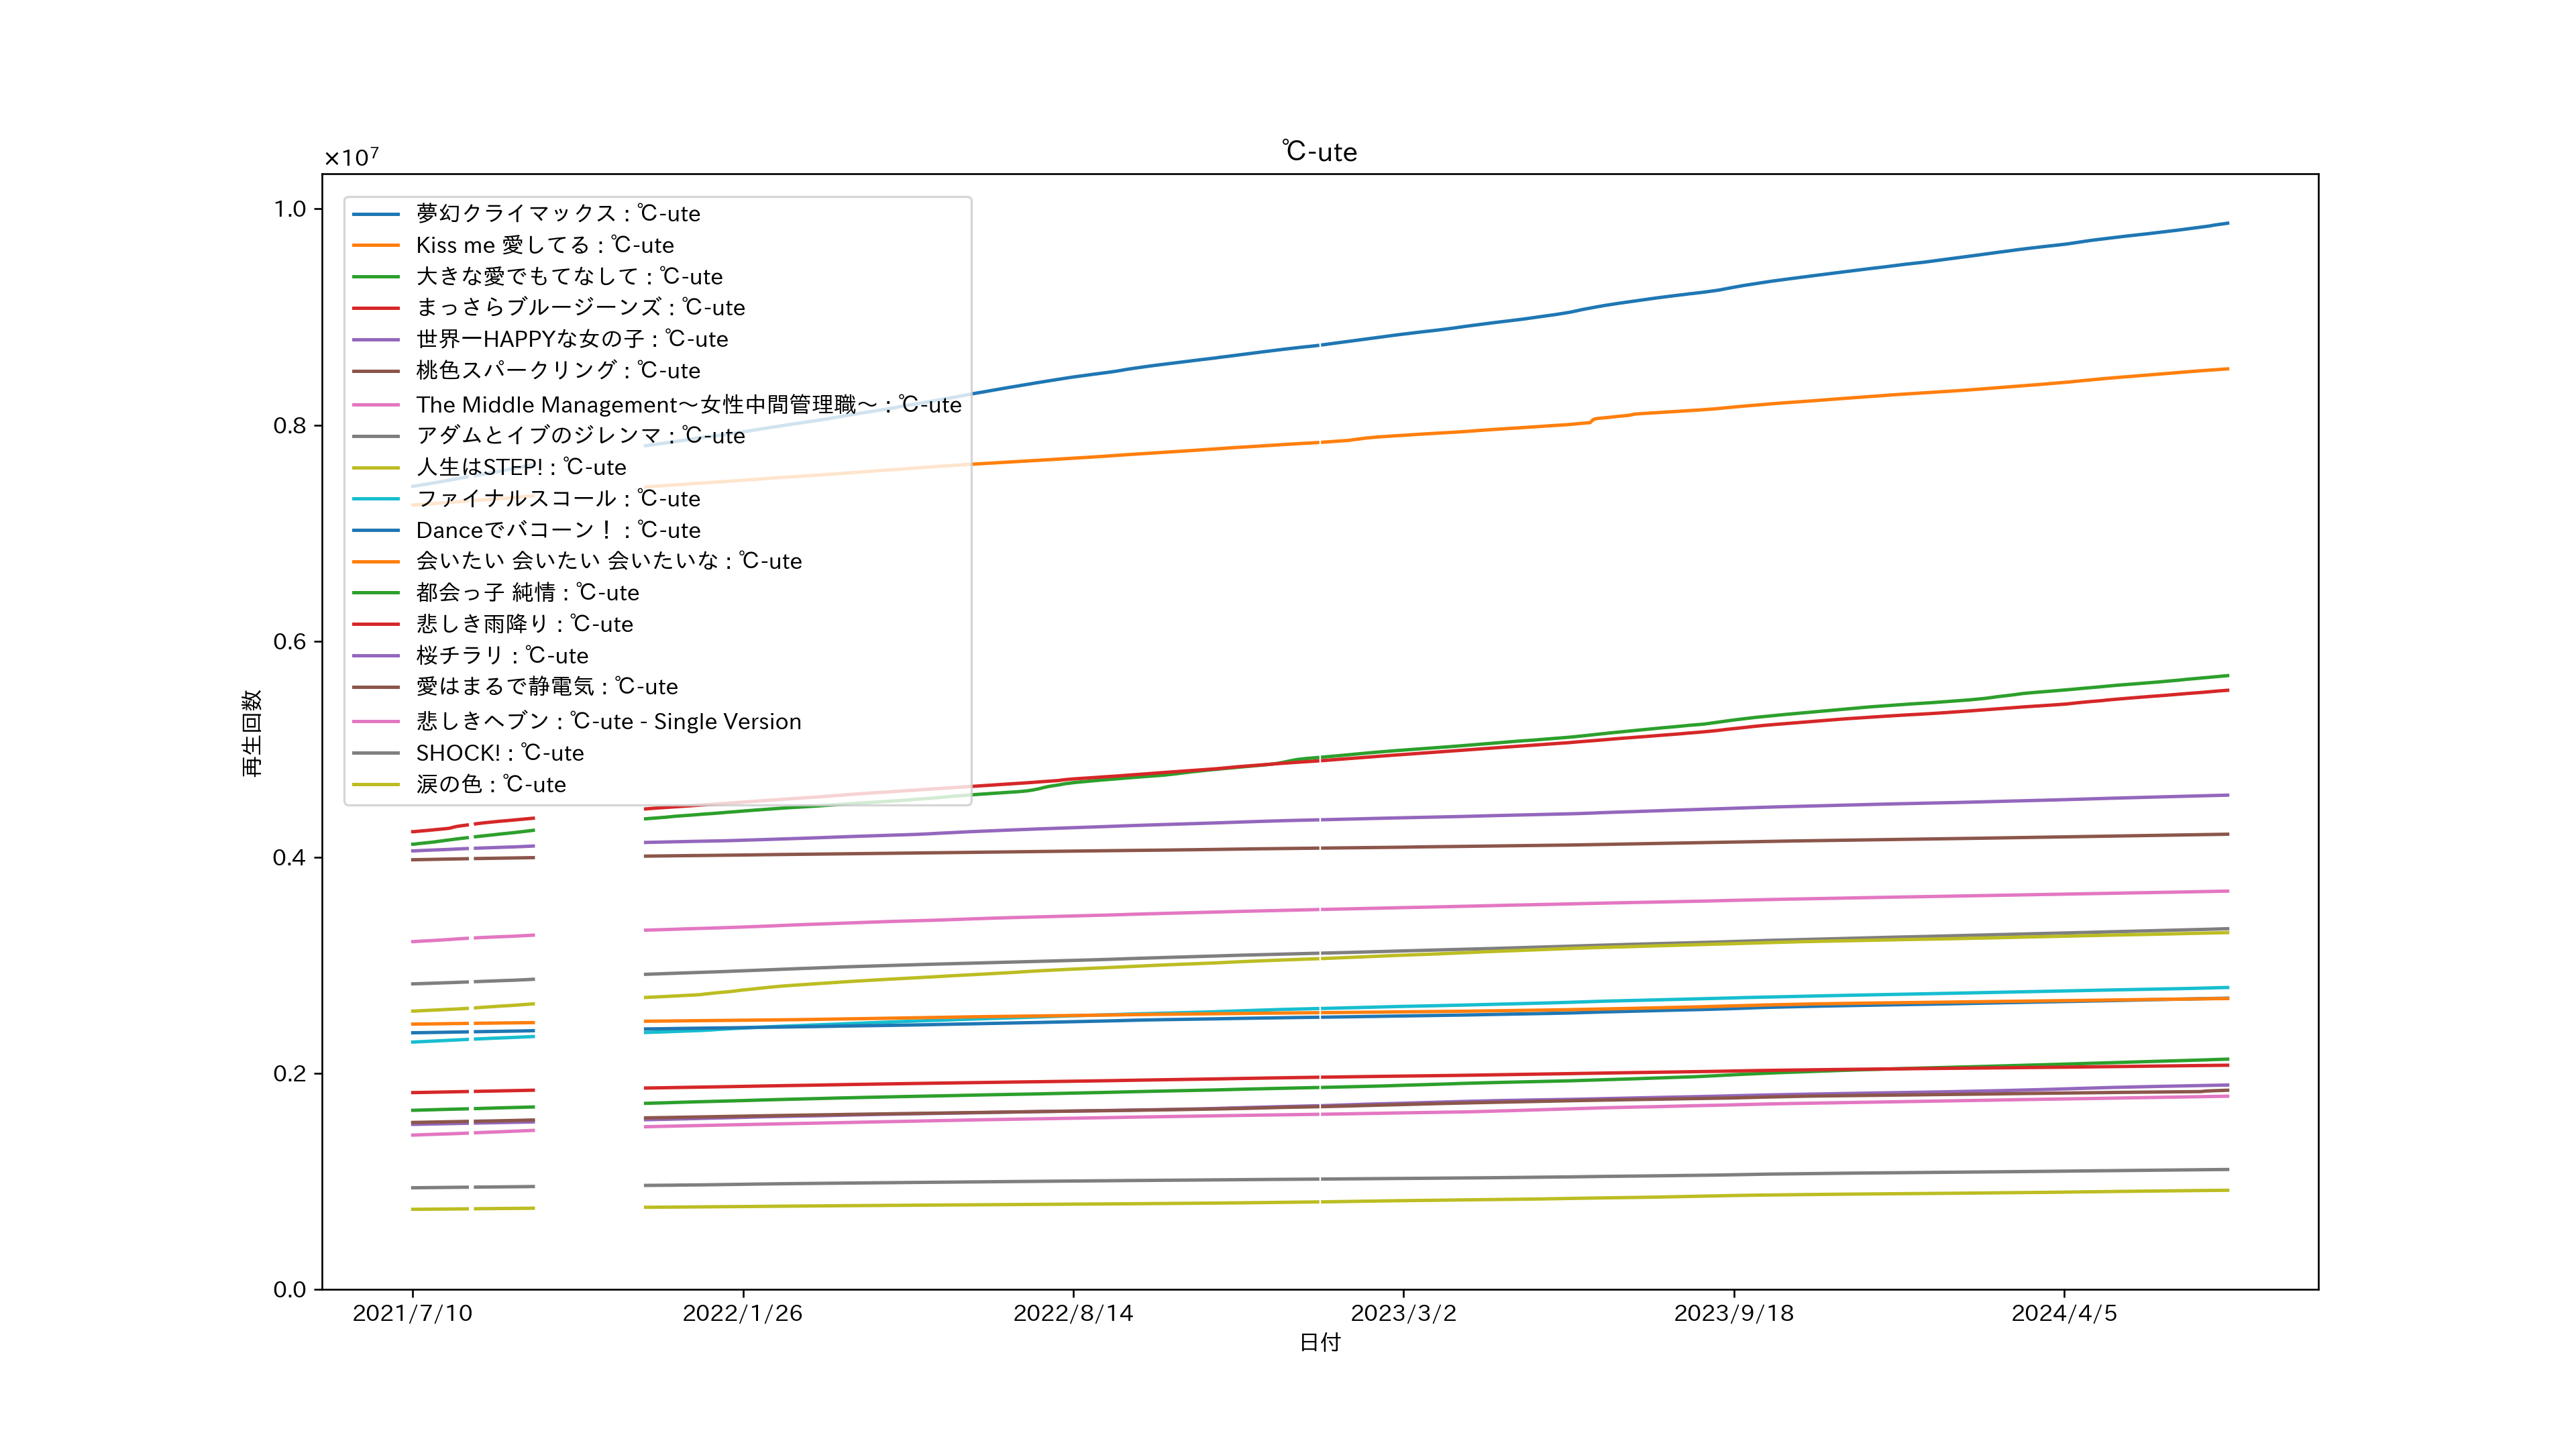 ℃-ute
×10⁷
1.0
0.8
0.6
0.4
0.2
0.0
再生回数
夢幻クライマックス : ℃-ute
Kiss me 愛してる : ℃-ute
大きな愛でもてなして : ℃-ute
まっさらブルージーンズ : ℃-ute
世界一HAPPYな女の子 : ℃-ute
桃色スパークリング : ℃-ute
The Middle Management〜女性中間管理職〜 : ℃-ute
アダムとイブのジレンマ : ℃-ute
人生はSTEP! : ℃-ute
ファイナルスコール : ℃-ute
Danceでバコーン！ : ℃-ute
会いたい 会いたい 会いたいな : ℃-ute
都会っ子 純情 : ℃-ute
悲しき雨降り : ℃-ute
桜チラリ : ℃-ute
愛はまるで静電気 : ℃-ute
悲しきヘブン : ℃-ute - Single Version
SHOCK! : ℃-ute
涙の色 : ℃-ute
2021/7/10
2022/1/26
2022/8/14
2023/3/2
2023/9/18
2024/4/5
日付